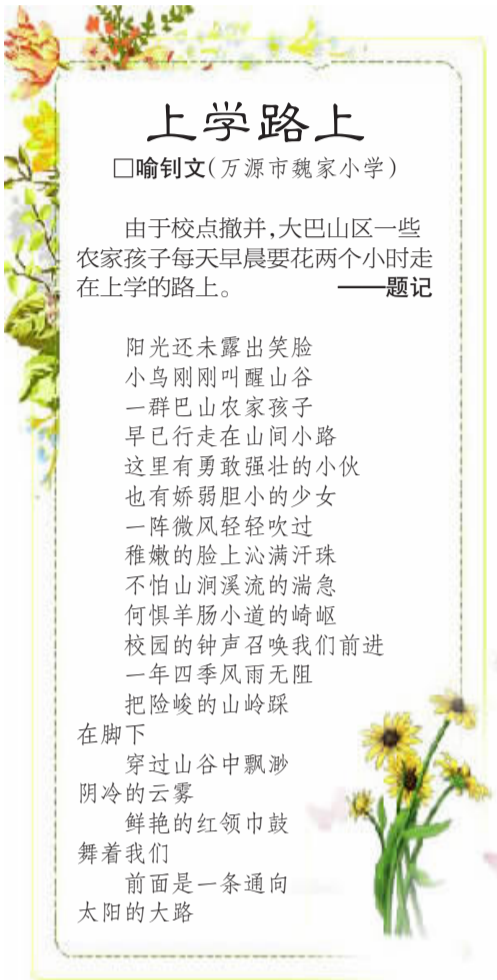 上学路上
□喻钊文(万源市魏家小学)
由于校点撤并,大巴山区一些
农家孩子每天早晨要花两个小时走
在上学的路上。 ——题记
阳光还未露出笑脸
小鸟刚刚叫醒山谷
一群巴山农家孩子
早已行走在山间小路
这里有勇敢强壮的小伙
也有娇弱胆小的少女
一阵微风轻轻吹过
稚嫩的脸上沁满汗珠
不怕山涧溪流的湍急
何惧羊肠小道的崎岖
校园的钟声召唤我们前进
一年四季风雨无阻
把险峻的山岭踩
在脚下
穿过山谷中飘渺
阴冷的云雾
鲜艳的红领巾鼓
舞着我们
前面是一条通向
太阳的大路